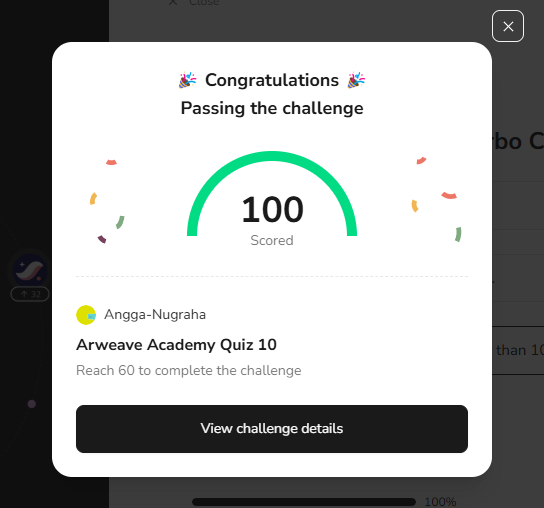 Close
🎉 Congratulations 🎉
Passing the challenge
rbo C
100
Scored
↑ 32
Angga-Nugraha
Arweave Academy Quiz 10
than 10
Reach 60 to complete the challenge
View challenge details
100%